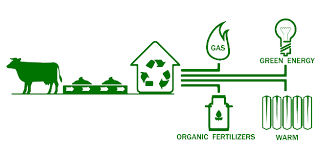 GAS
GREEN ENERGY
ORGANIC FERTILIZERS
WARM